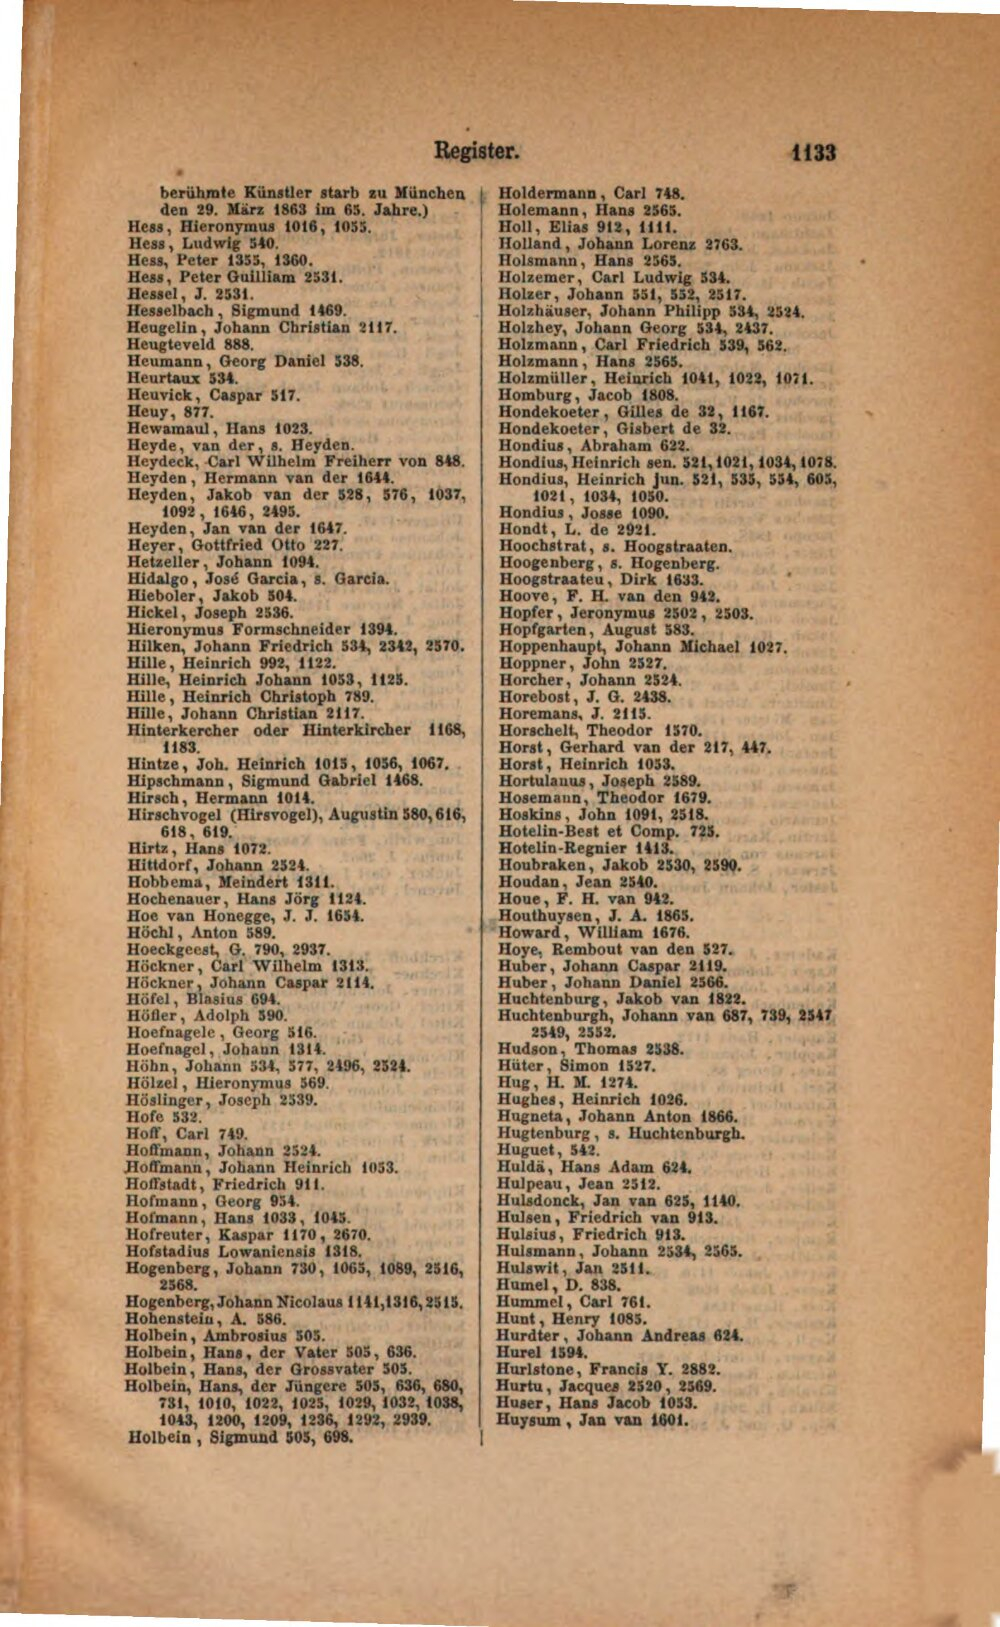 Register.
1133
berühmte Künstler starb zu München
den 29. März 1863 im 65. Jahre.)
Hess, Hieronymus 1016, 1055.
Hess, Ludwig 540.
Hess, Peter 1355, 1360.
Hess, Peter Guilliam 2531.
Hessel, J. 2531.
Hesselbach, Sigmund 1469.
Heugelin, Johann Christian 2117.
Heugteveld 888.
Heumann, Georg Daniel 538.
Heurtaux 534.
Heuvick, Caspar 517.
Heuy, 877.
Hewamaul, Hans 1023.
Heyde, van der, s. Heyden.
Heydeck, Carl Wilhelm Freiherr von 848.
Heyden, Hermann van der 1644.
Heyden, Jakob van der 528, 576, 1037,
1092, 1646, 2495.
Heyden, Jan van der 1647.
Heyer, Gottfried Otto 227.
Hetzeller, Johann 1094.
Hidalgo, José Garcia, s. Garcia.
Hieboler, Jakob 504.
Hickel, Joseph 2536.
Hieronymus Formschneider 1394.
Hilken, Johann Friedrich 534, 2342, 2570.
Hille, Heinrich 992, 1122.
Hille, Heinrich Johann 1053, 1125.
Hille, Heinrich Christoph 789.
Hille, Johann Christian 2117.
Hinterkercher oder Hinterkircher 1168,
1183.
Hintze, Joh. Heinrich 1015, 1056, 1067.
Hipschmann, Sigmund Gabriel 1468.
Hirsch, Hermann 1014.
Hirschvogel (Hirsvogel), Augustin 580, 616,
618, 619.
Hirtz, Hans 1072.
Hittdorf, Johann 2524.
Hobbema, Meindert 1311.
Hochenauer, Hans Jörg 1124.
Hoe van Honegge, J. J. 1654.
Höchl, Anton 589.
Hoeckgeest, G. 790, 2937.
Höckner, Carl Wilhelm 1313.
Höckner, Johann Caspar 2114.
Höfel, Blasius 694.
Höfler, Adolph 590.
Hoefnagele, Georg 516.
Hoefnagel, Johann 1314.
Höhn, Johann 534, 577, 2496, 2524.
Hölzel, Hieronymus 569.
Höslinger, Joseph 2539.
Hofe 532.
Hoff, Carl 749.
Hoffmann, Johann 2524.
Hoffmann, Johann Heinrich 1053.
Hoffstadt, Friedrich 911.
Hofmann, Georg 954.
Hofmann, Hans 1033, 1045.
Hofreuter, Kaspar 1170, 2670.
Hofstadius Lowaniensis 1318.
Hogenberg, Johann 730, 1065, 1089, 2516,
2568.
Hogenberg, Johann Nicolaus 1141, 1316, 2515.
Hohenstein, A. 586.
Holbein, Ambrosius 505.
Holbein, Hans, der Vater 505, 636.
Holbein, Hans, der Grossvater 505.
Holbein, Hans, der Jüngere 505, 636, 680,
731, 1010, 1022, 1025, 1029, 1032, 1038,
1043, 1200, 1209, 1236, 1292, 2939.
Holbein, Sigmund 505, 698.
Holdermann, Carl 748.
Holemann, Hans 2565.
Holl, Elias 912, 1111.
Holland, Johann Lorenz 2763.
Holsmann, Hans 2565.
Holzemer, Carl Ludwig 534.
Holzer, Johann 551, 552, 2517.
Holzhäuser, Johann Philipp 534, 2524.
Holzhey, Johann Georg 534, 2437.
Holzmann, Carl Friedrich 539, 562.
Holzmann, Hans 2565.
Holzmüller, Heinrich 1041, 1022, 1071.
Homburg, Jacob 1808.
Hondekoeter, Gilles de 32, 1167.
Hondekoeter, Gisbert de 32.
Hondius, Abraham 622.
Hondius, Heinrich sen. 521, 1021, 1034, 1078.
Hondius, Heinrich jun. 521, 535, 554, 605,
1021, 1034, 1050.
Hondius, Josse 1090.
Hondt, L. de 2921.
Hoochstrat, s. Hoogstraaten.
Hoogenberg, s. Hogenberg.
Hoogstraateu, Dirk 1633.
Hoove, F. H. van den 942.
Hopfer, Jeronymus 2502, 2503.
Hopfgarten, August 583.
Hoppenhaupt, Johann Michael 1027.
Hoppner, John 2527.
Horcher, Johann 2524.
Horebost, J. G. 2438.
Horemans, J. 2115.
Horschelt, Theodor 1570.
Horst, Gerhard van der 217, 447.
Horst, Heinrich 1053.
Hortulanus, Joseph 2589.
Hosemann, Theodor 1679.
Hoskins, John 1091, 2518.
Hotelin-Best et Comp. 725.
Hotelin-Regnier 1413.
Houbraken, Jakob 2530, 2590.
Houdan, Jean 2540.
Houe, F. H. van 942.
Houthuysen, J. A. 1865.
Howard, William 1676.
Hoye, Rembout van den 527.
Huber, Johann Caspar 2119.
Huber, Johann Daniel 2566.
Huchtenburg, Jakob van 1822.
Huchtenburgh, Johann van 687, 739, 2547
2549, 2552.
Hudson, Thomas 2538.
Hüter, Simon 1527.
Hug, H. M. 1274.
Hughes, Heinrich 1026.
Hugneta, Johann Anton 1866.
Hugtenburg, s. Huchtenburgh.
Huguet, 542.
Huldä, Hans Adam 624.
Hulpeau, Jean 2512.
Hulsdonck, Jan van 625, 1140.
Hulsen, Friedrich van 913.
Hulsius, Friedrich 913.
Hulsmann, Johann 2534, 2565.
Hulswit, Jan 2511.
Humel, D. 838.
Hummel, Carl 761.
Hunt, Henry 1085.
Hurdter, Johann Andreas 624.
Hurel 1594.
Hurlstone, Francis Y. 2882.
Hurtu, Jacques 2520, 2569.
Huser, Hans Jacob 1053.
Huysum, Jan van 1601.